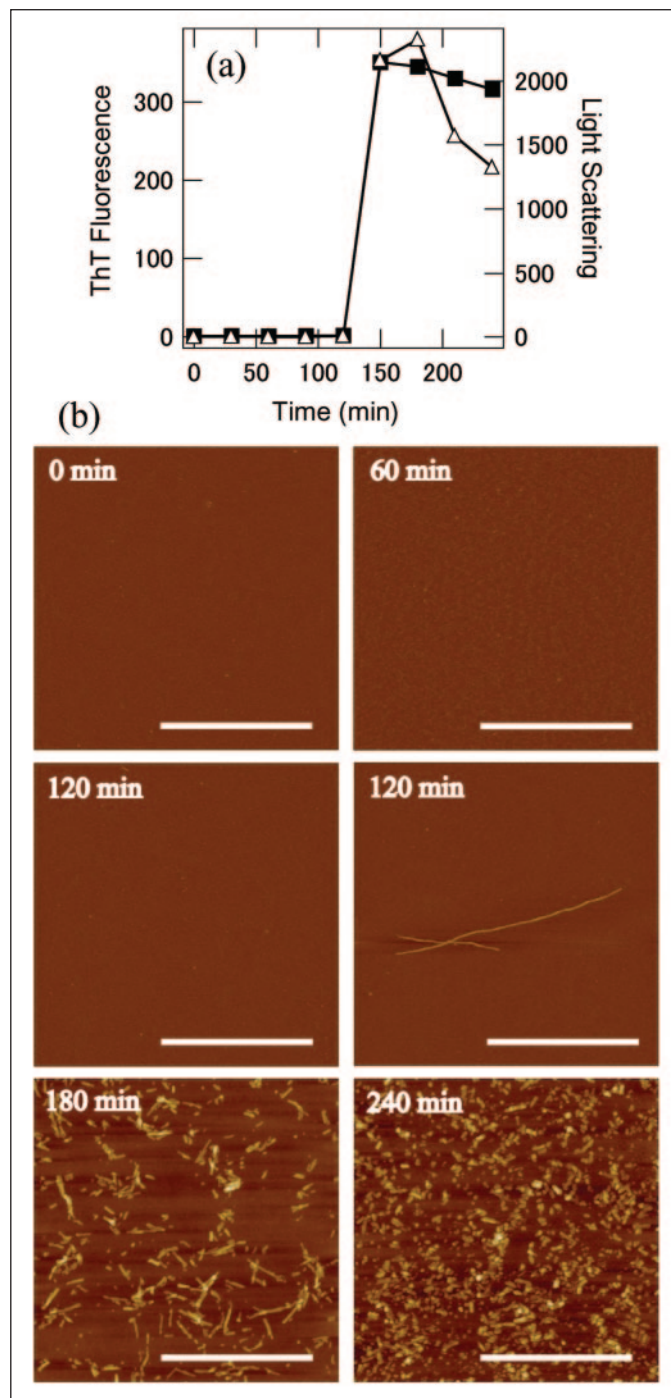 (a)
ThT Fluorescence
300
200
100
0
2000
1500
1000
500
0
Light Scattering
0
50
100
150
200
Time (min)
(b)
0 min
60 min
120 min
120 min
180 min
240 min